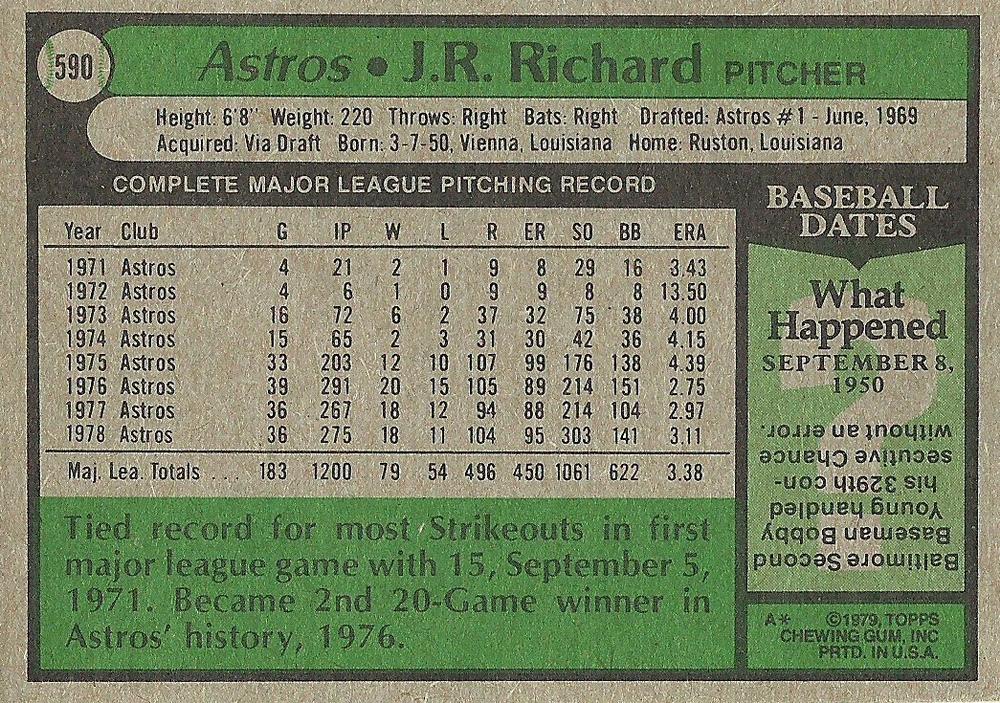 590
Astros • J.R. Richard PITCHER
Height: 6'8" Weight: 220 Throws: Right Bats: Right Drafted: Astros #1 - June, 1969
Acquired: Via Draft Born: 3-7-50, Vienna, Louisiana Home: Ruston, Louisiana
COMPLETE MAJOR LEAGUE PITCHING RECORD
Year Club G IP W L R ER SO BB ERA
1971 Astros 4 21 2 1 9 8 29 16 3.43
1972 Astros 4 6 1 0 9 9 8 8 13.50
1973 Astros 16 72 6 2 37 32 75 38 4.00
1974 Astros 15 65 2 3 31 30 42 36 4.15
1975 Astros 33 203 12 10 107 99 176 138 4.39
1976 Astros 39 291 20 15 105 89 214 151 2.75
1977 Astros 36 267 18 12 94 88 214 104 2.97
1978 Astros 36 275 18 11 104 95 303 141 3.11
Maj. Lea. Totals ... 183 1200 79 54 496 450 1061 622 3.38
Tied record for most Strikeouts in first
major league game with 15, September 5,
1971. Became 2nd 20-Game winner in
Astros' history, 1976.
BASEBALL
DATES
What
Happened
SEPTEMBER 8,
1950
Baltimore Second
Baseman Bobby
Young handled
his 329th con-
secutive Chance
without an error.
A* ©1979, TOPPS
CHEWING GUM, INC
PRTD. IN U.S.A.